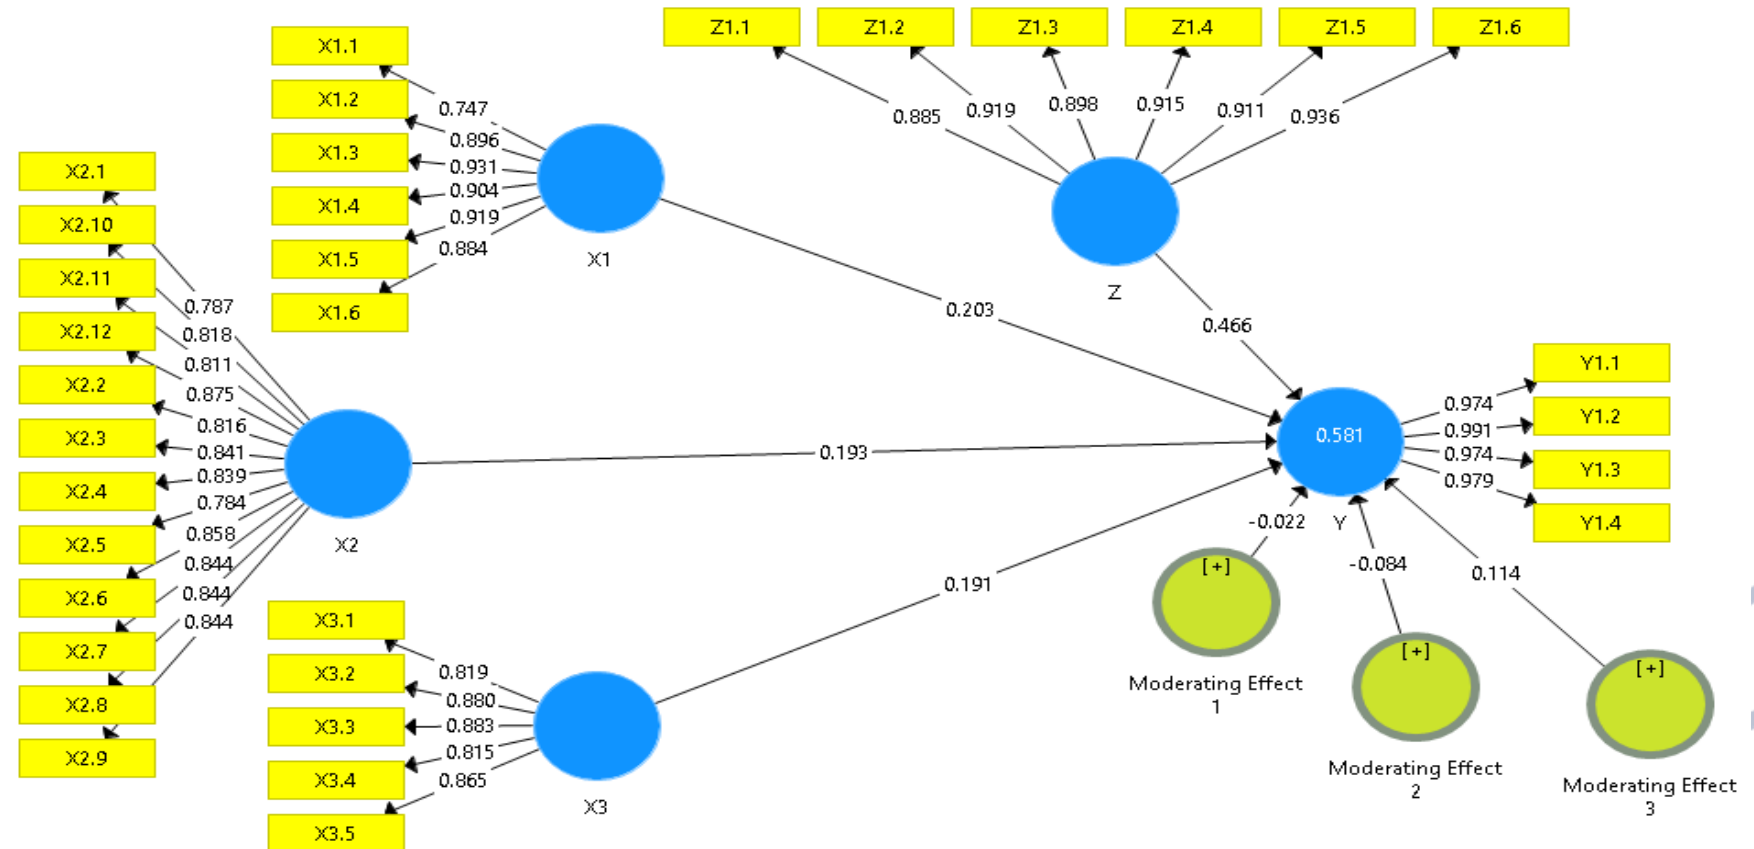 Z1.1 Z1.2 Z1.3 Z1.4 Z1.5 Z1.6
0.885 0.919 0.898 0.915 0.911 0.936
Z
0.466
X1.1
X1.2
X1.3
X1.4
X1.5
X1.6
0.747
0.896
0.931
0.904
0.919
0.884
X1
0.203
X2.1
X2.10
X2.11
X2.12
X2.2
X2.3
X2.4
X2.5
X2.6
X2.7
X2.8
X2.9
0.787
0.818
0.811
0.875
0.816
0.841
0.839
0.784
0.858
0.844
0.844
0.844
X2
0.193
X3.1
X3.2
X3.3
X3.4
X3.5
0.819
0.880
0.883
0.815
0.865
X3
0.191
0.581
Y
0.974
0.991
0.974
0.979
Y1.1
Y1.2
Y1.3
Y1.4
-0.022
[+]
Moderating Effect
1
-0.084
[+]
Moderating Effect
2
0.114
[+]
Moderating Effect
3